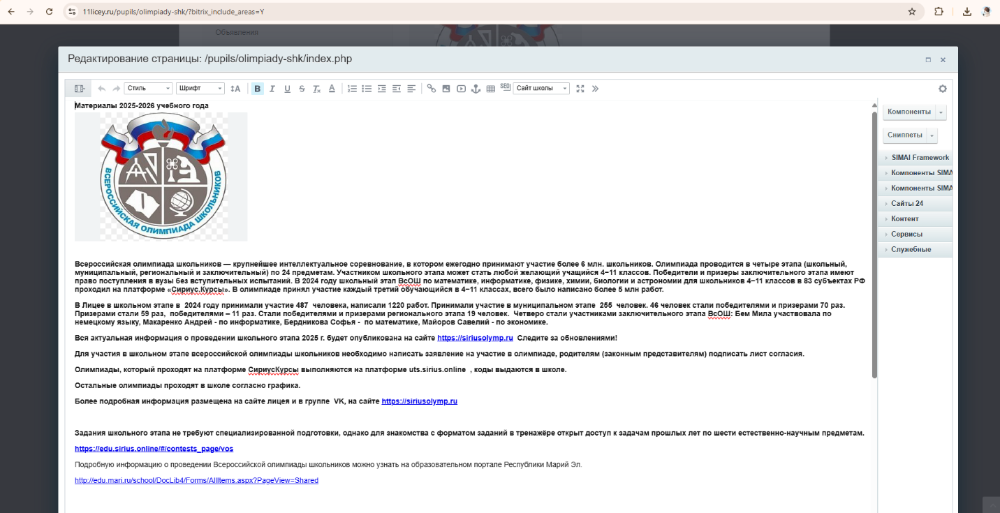 11licey.ru/pupils/olimpiady-shk/?bitrix_include_areas=Y
Объявления
Редактирование страницы: /pupils/olimpiady-shk/index.php
Стиль
Шрифт
B I U S Tx A
SEO
Сайт школы
Материалы 2025-2026 учебного года
ВСЕРОССИЙСКАЯ ОЛИМПИАДА ШКОЛЬНИКОВ
Всероссийская олимпиада школьников — крупнейшее интеллектуальное соревнование, в котором ежегодно принимают участие более 6 млн. школьников. Олимпиада проводится в четыре этапа (школьный,
муниципальный, региональный и заключительный) по 24 предметам. Участником школьного этапа может стать любой желающий учащийся 4−11 классов. Победители и призеры заключительного этапа имеют
право поступления в вузы без вступительных испытаний. В 2024 году школьный этап ВсОШ по математике, информатике, физике, химии, биологии и астрономии для школьников 4−11 классов в 83 субъектах РФ
проходил на платформе «Сириус.Курсы». В олимпиаде принял участие каждый третий обучающийся в 4−11 классах, всего было написано более 5 млн работ.
В Лицее в школьном этапе в 2024 году принимали участие 487 человека, написали 1220 работ. Принимали участие в муниципальном этапе 255 человек. 46 человек стали победителями и призерами 70 раз.
Призерами стали 59 раз, победителями – 11 раз. Стали победителями и призерами регионального этапа 19 человек. Четверо стали участниками заключительного этапа ВсОШ: Бем Мила участвовала по
немецкому языку, Макаренко Андрей - по информатике, Бердникова Софья - по математике, Майоров Савелий - по экономике.
Вся актуальная информация о проведении школьного этапа 2025 г. будет опубликована на сайте https://siriusolymp.ru Следите за обновлениями!
Для участия в школьном этапе всероссийской олимпиады школьников необходимо написать заявление на участие в олимпиаде, родителям (законным представителям) подписать лист согласия.
Олимпиады, который проходят на платформе СириусКурсы выполняются на платформе uts.sirius.online , коды выдаются в школе.
Остальные олимпиады проходят в школе согласно графика.
Более подробная информация размещена на сайте лицея и в группе VK, на сайте https://siriusolymp.ru
Задания школьного этапа не требуют специализированной подготовки, однако для знакомства с форматом заданий в тренажёре открыт доступ к задачам прошлых лет по шести естественно-научным предметам.
https://edu.sirius.online/#/contests_page/vos
Подробную информацию о проведении Всероссийской олимпиады школьников можно узнать на образовательном портале Республики Марий Эл.
http://edu.mari.ru/school/DocLib4/Forms/AllItems.aspx?PageView=Shared
Компоненты
Сниппеты
SIMAI Framework
Компоненты SIMA
Компоненты SIMA
Сайты 24
Контент
Сервисы
Служебные